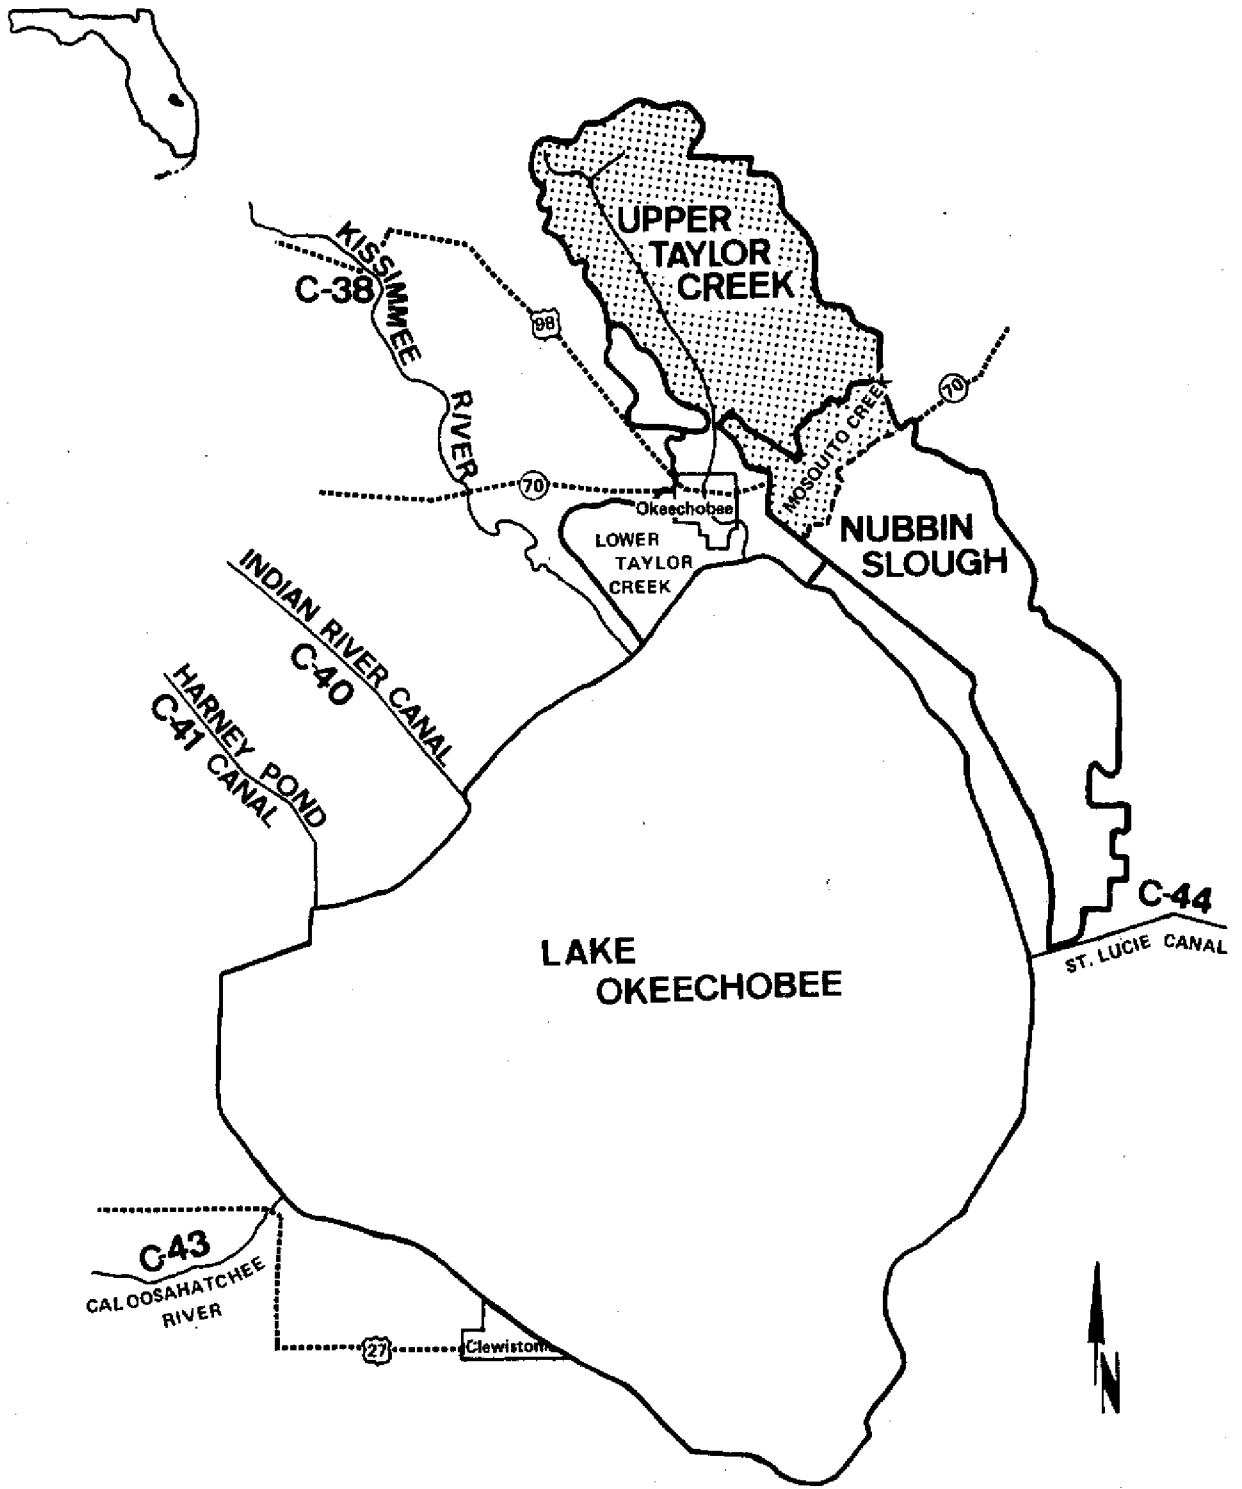 UPPER
TAYLOR
CREEK
KISSIMMEE
RIVER
C-38
98
70
MOSQUITO CREEK
70
Okeechobee
NUBBIN
SLOUGH
LOWER
TAYLOR
CREEK
INDIAN RIVER CANAL
C-40
HARNEY POND
C-41 CANAL
C-44
ST. LUCIE CANAL
LAKE
OKEECHOBEE
C-43
CALOOSAHATCHEE
RIVER
27
Clewiston
N